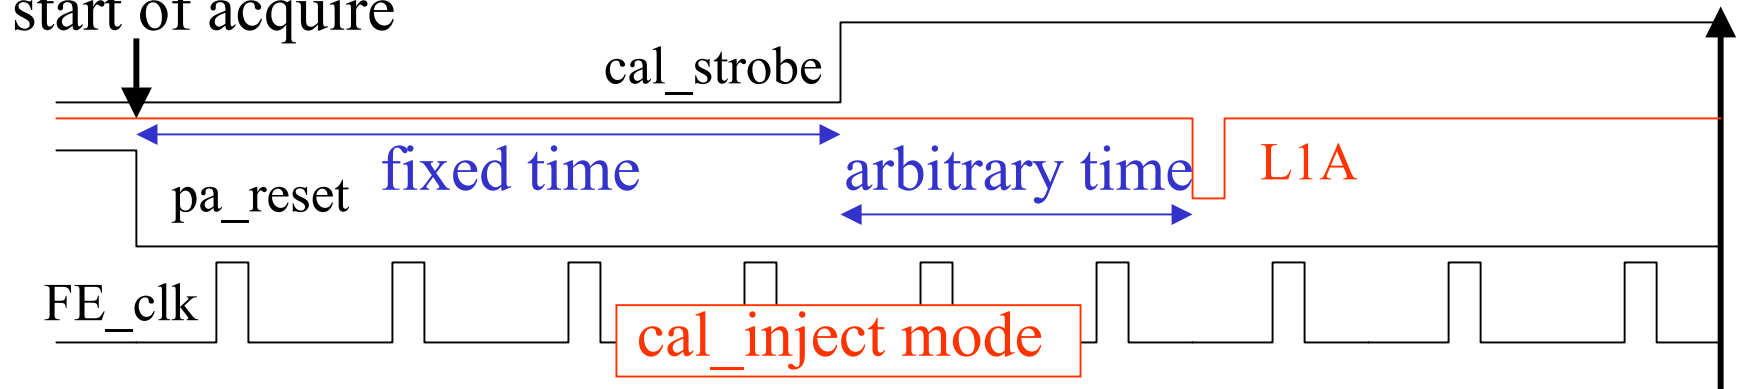 start of acquire
cal_strobe
fixed time
arbitrary time
L1A
pa_reset
FE_clk
cal_inject mode